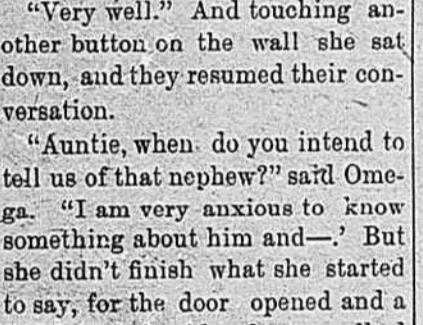 “Very well.” And touching an-
other button on the wall she sat
down, and they resumed their con-
versation.
“Auntie, when do you intend to
tell us of that nephew?” said Ome-
ga. “I am very anxious to know
something about him and—.’ But
she didn’t finish what she started
to say, for the door opened and a